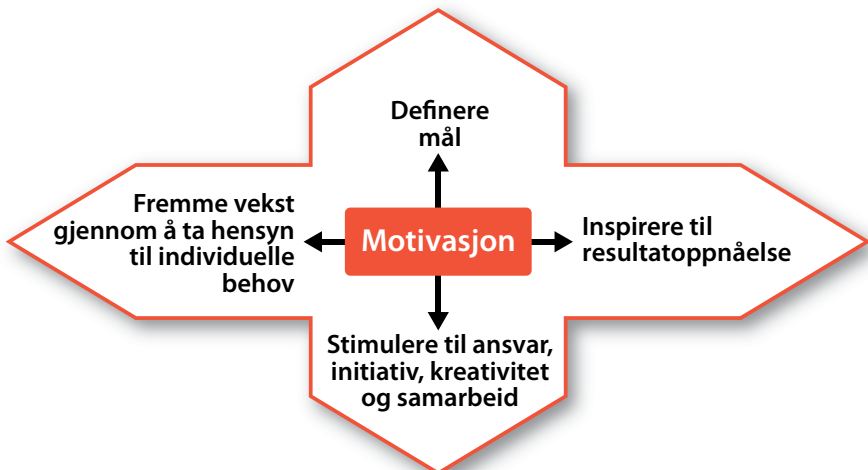 Definere
mål
Fremme vekst
gjennom å ta hensyn
til individuelle
behov
Motivasjon
Inspirere til
resultatoppnåelse
Stimulere til ansvar,
initiativ, kreativitet
og samarbeid